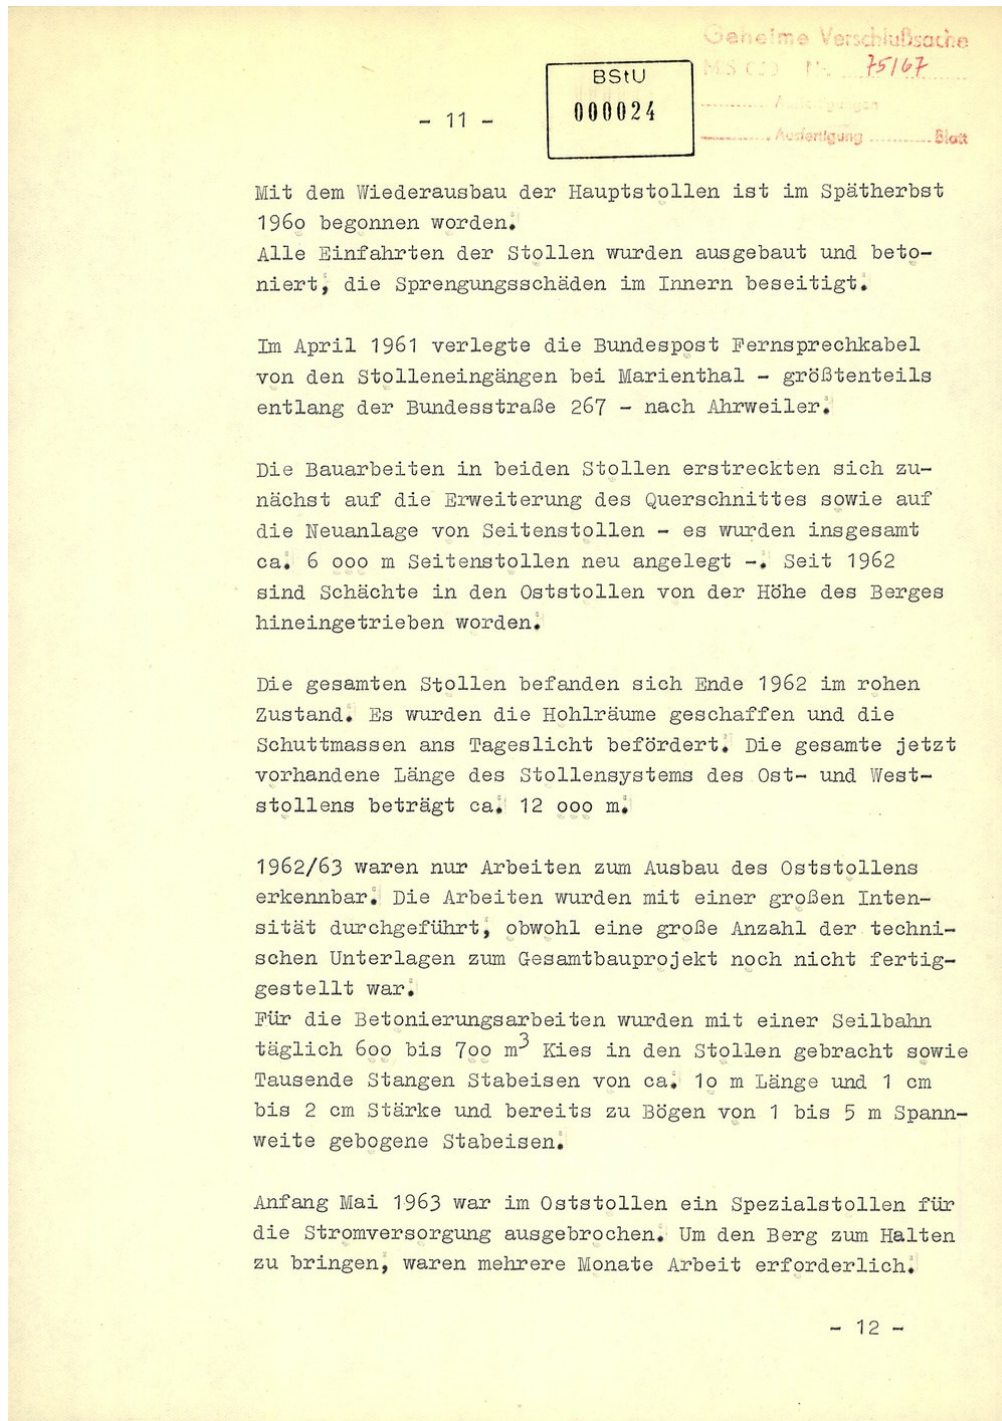 Geheime Verschlußsache
75/67
BStU
000024
Ausfertigungen
- 11 -
Ausfertigung Blatt
Mit dem Wiederausbau der Hauptstollen ist im Spätherbst
196o begonnen worden.
Alle Einfahrten der Stollen wurden ausgebaut und beto-
niert, die Sprengungsschäden im Innern beseitigt.
Im April 1961 verlegte die Bundespost Fernsprechkabel
von den Stolleneingängen bei Marienthal - größtenteils
entlang der Bundesstraße 267 - nach Ahrweiler.
Die Bauarbeiten in beiden Stollen erstreckten sich zu-
nächst auf die Erweiterung des Querschnittes sowie auf
die Neuanlage von Seitenstollen - es wurden insgesamt
ca. 6 ooo m Seitenstollen neu angelegt -. Seit 1962
sind Schächte in den Oststollen von der Höhe des Berges
hineingetrieben worden.
Die gesamten Stollen befanden sich Ende 1962 im rohen
Zustand. Es wurden die Hohlräume geschaffen und die
Schuttmassen ans Tageslicht befördert. Die gesamte jetzt
vorhandene Länge des Stollensystems des Ost- und West-
stollens beträgt ca. 12 ooo m.
1962/63 waren nur Arbeiten zum Ausbau des Oststollens
erkennbar. Die Arbeiten wurden mit einer großen Inten-
sität durchgeführt, obwohl eine große Anzahl der techni-
schen Unterlagen zum Gesamtbauprojekt noch nicht fertig-
gestellt war.
Für die Betonierungsarbeiten wurden mit einer Seilbahn
täglich 6oo bis 7oo m³ Kies in den Stollen gebracht sowie
Tausende Stangen Stabeisen von ca. 1o m Länge und 1 cm
bis 2 cm Stärke und bereits zu Bögen von 1 bis 5 m Spann-
weite gebogene Stabeisen.
Anfang Mai 1963 war im Oststollen ein Spezialstollen für
die Stromversorgung ausgebrochen. Um den Berg zum Halten
zu bringen, waren mehrere Monate Arbeit erforderlich.
- 12 -